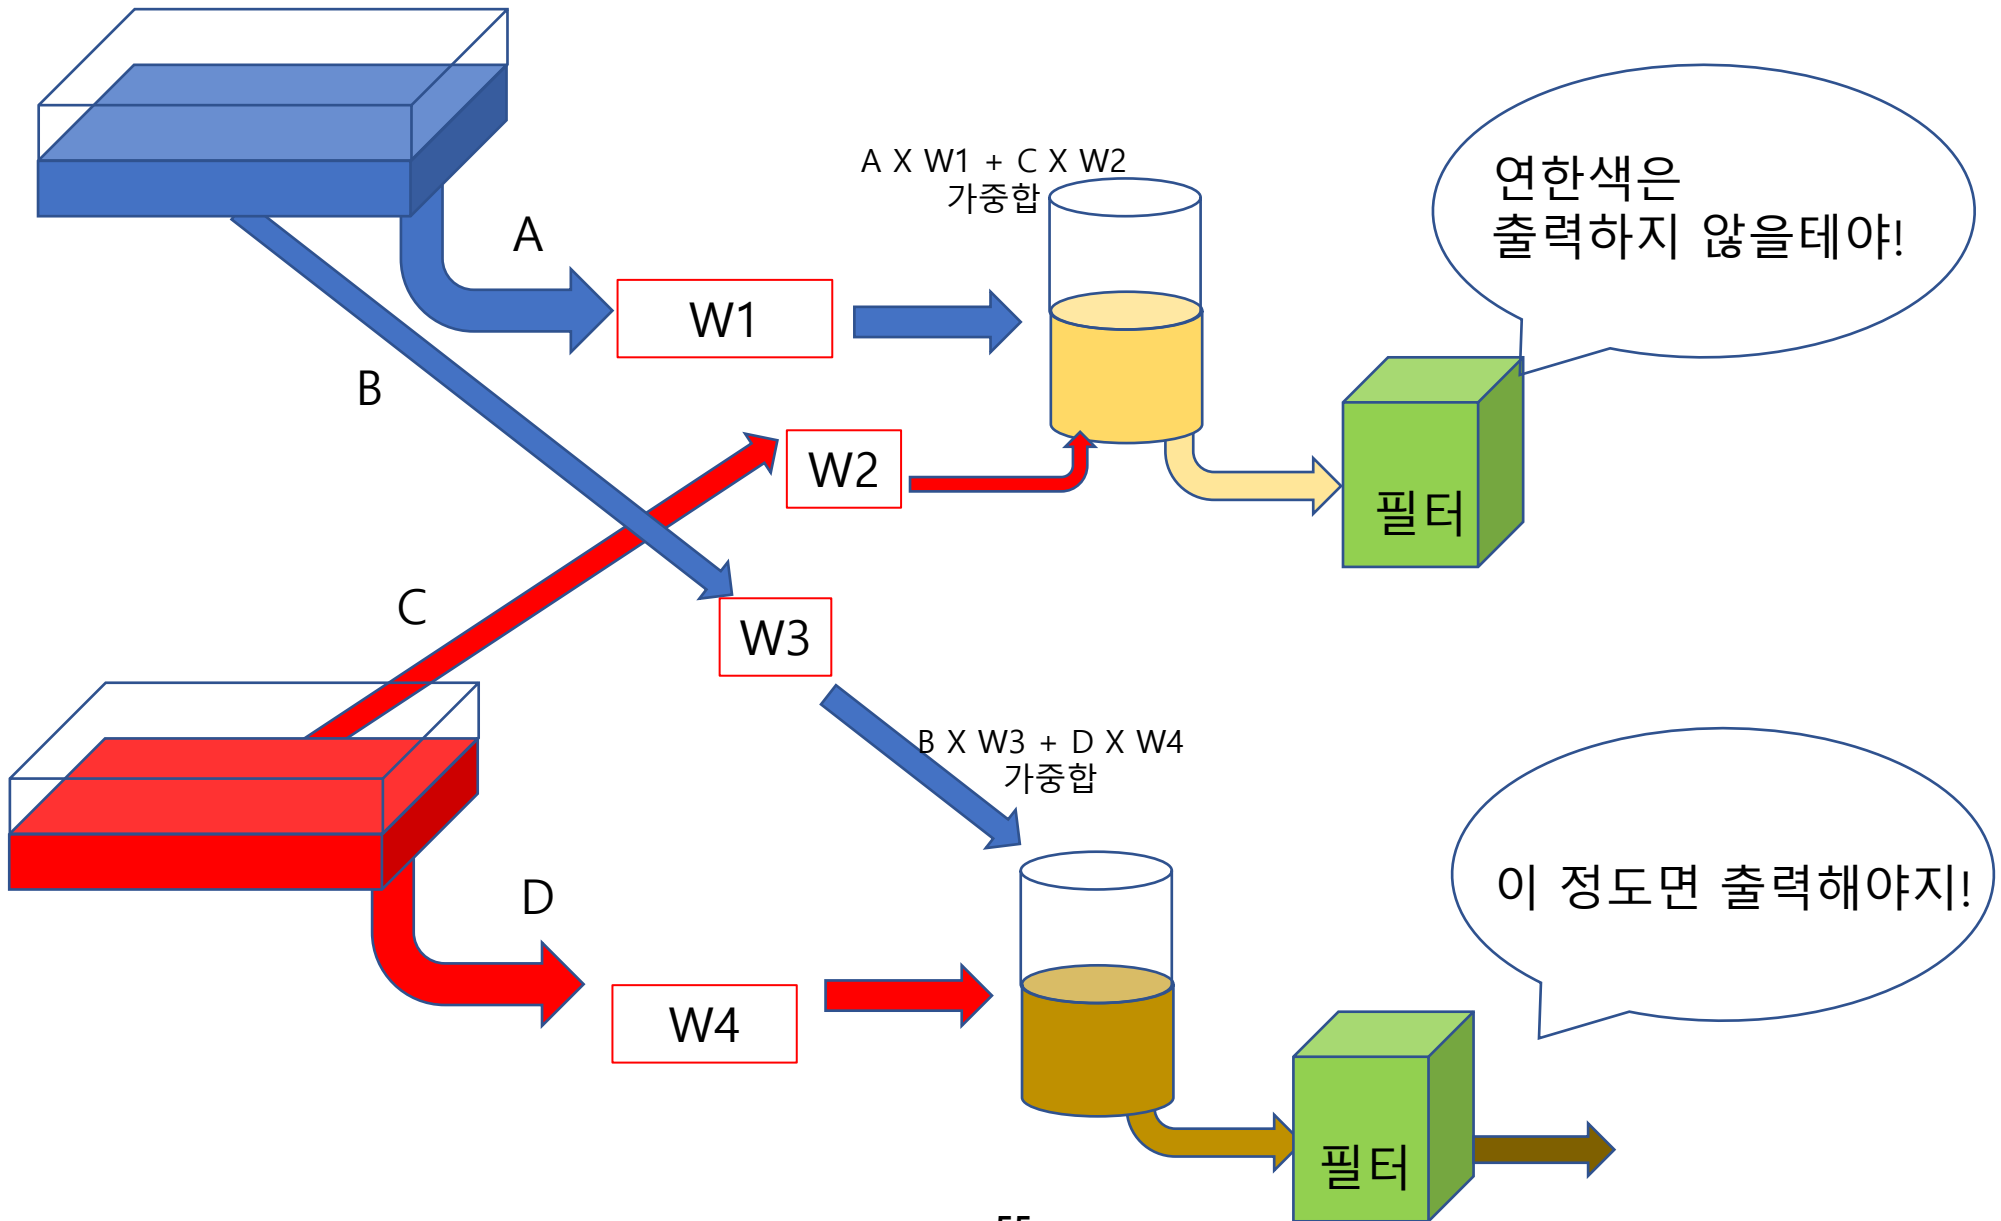 A X W1 + C X W2
가중합
연한색은
출력하지 않을테야!
A
W1
B
W2
필터
C
W3
B X W3 + D X W4
가중합
이 정도면 출력해야지!
D
W4
필터